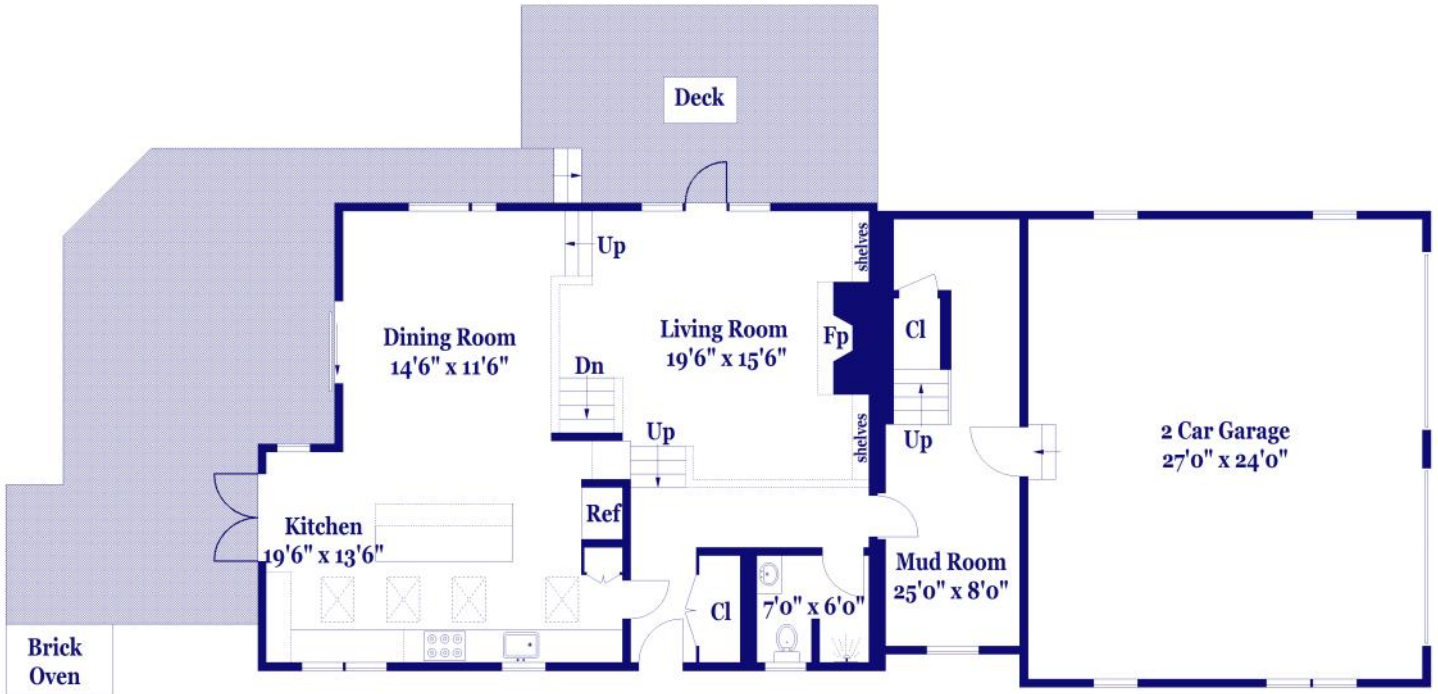 Deck
Up
shelves
Dining Room
14'6" x 11'6"
Living Room
19'6" x 15'6"
Fp
Cl
Dn
Up
shelves
Up
2 Car Garage
27'0" x 24'0"
Ref
Kitchen
19'6" x 13'6"
Mud Room
25'0" x 8'0"
Cl
7'0" x 6'0"
Brick
Oven